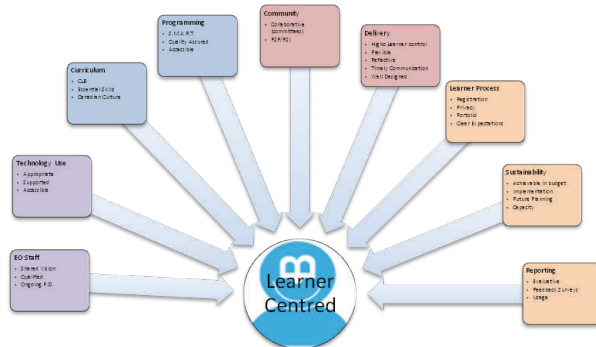 Programming
S.M.A.R.T
Quality Assured
Accessible
Community
Collaborative
(committees)
Delivery
Higher Learner control
Flexible
Reflective
Timely Communication
Well Designed
Curriculum
CLB
Essential Skills
Canadian Culture
Learner Process
Registration
Privacy
Portfolio
Clear Expectations
Technology Use
Appropriate
Supported
Accessible
Sustainability
Achievable in budget
Implementation
Future Planning
Capacity
EO Staff
Shared Vision
Qualified
Ongoing P.D.
Reporting
Evaluative
Feedback Surveys
Usage
Learner
Centred